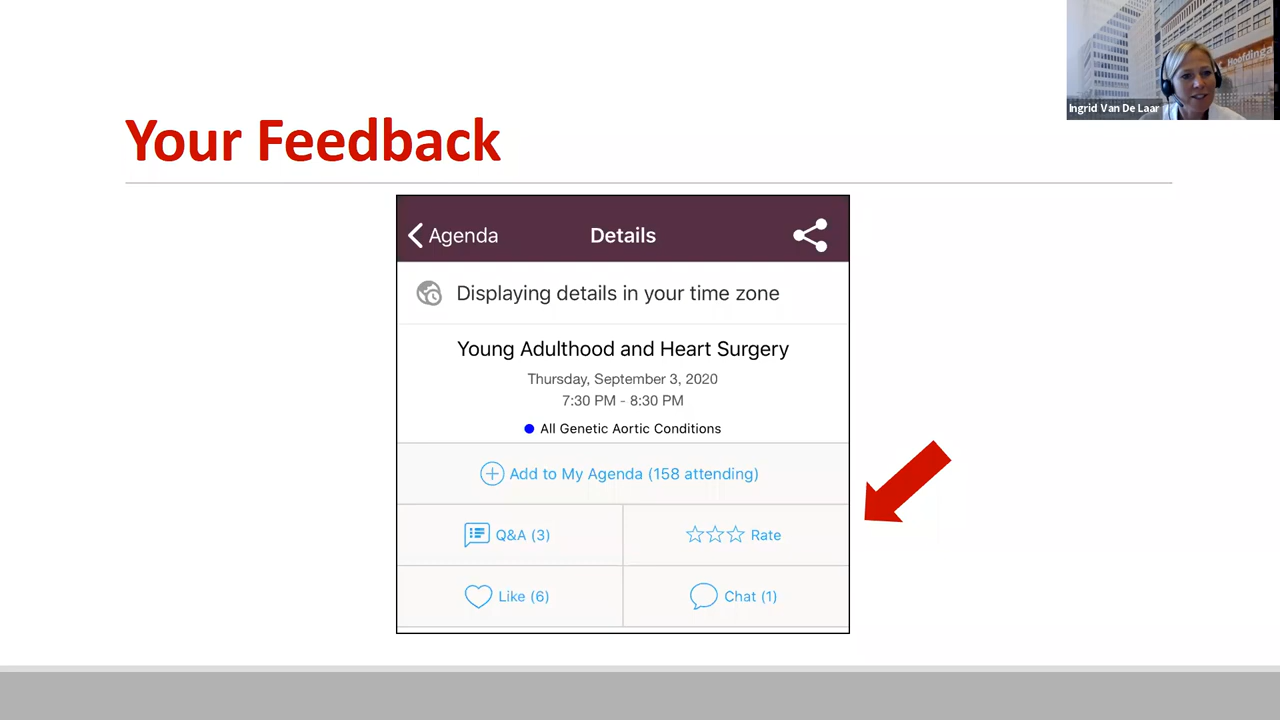 Your Feedback
Hoofdinga
Ingrid Van De Laar
Agenda
Details
Displaying details in your time zone
Young Adulthood and Heart Surgery
Thursday, September 3, 2020
7:30 PM - 8:30 PM
All Genetic Aortic Conditions
Add to My Agenda (158 attending)
Q&A (3)
Rate
Like (6)
Chat (1)